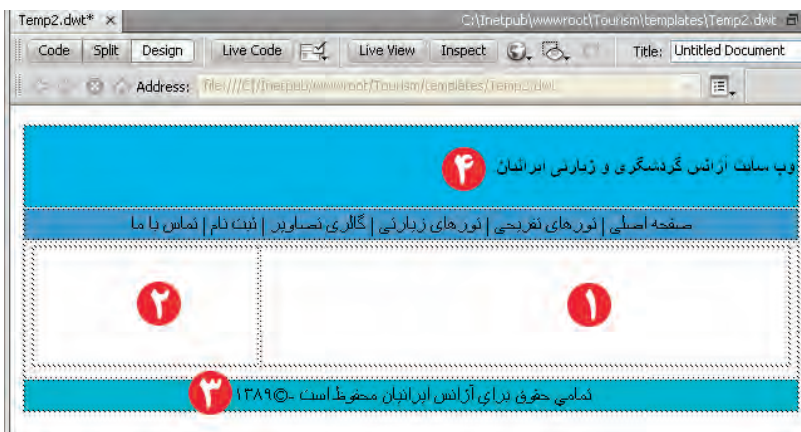 Temp2.dwt* × C:\Inetpub\wwwroot\Tourism\templates\Temp2.dwt
Code Split Design Live Code Live View Inspect Title: Untitled Document
Address: file:///C|/Inetpub/wwwroot/Tourism/templates/Temp2.dwt
وب سایت آژانس گردشگری و زیارتی ایرانیان ۴
صفحه اصلی | تورهای تفریحی | تورهای زیارتی | گالری تصاویر | ثبت نام | تماس با ما
۱ ۲
تمامی حقوق برای آژانس ایرانیان محفوظ است -©۱۳۸۹ ۳